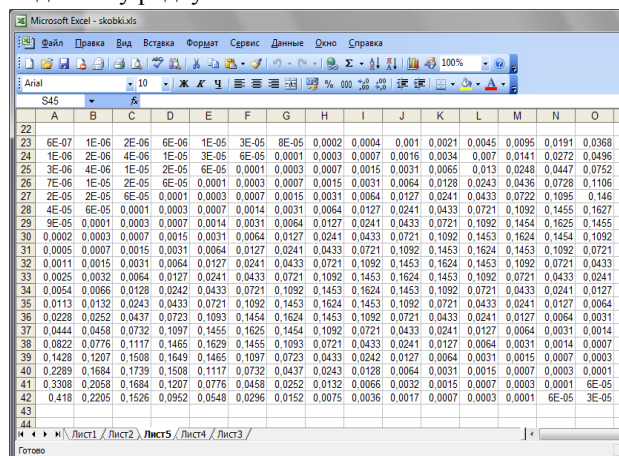 Microsoft Excel - skobki.xls
Файл Правка Вид Вставка Формат Сервис Данные Окно Справка
100%
Arial 10 Ж К Ч % 000
S45 fx
A B C D E F G H I J K L M N O
22
23 6E-07 1E-06 2E-06 6E-06 1E-05 3E-05 8E-05 0,0002 0,0004 0,001 0,0021 0,0045 0,0095 0,0191 0,0368
24 1E-06 2E-06 4E-06 1E-05 3E-05 6E-05 0,0001 0,0003 0,0007 0,0016 0,0034 0,007 0,0141 0,0272 0,0496
25 3E-06 4E-06 1E-05 2E-05 6E-05 0,0001 0,0003 0,0007 0,0015 0,0031 0,0065 0,013 0,0248 0,0447 0,0752
26 7E-06 1E-05 2E-05 6E-05 0,0001 0,0003 0,0007 0,0015 0,0031 0,0064 0,0128 0,0243 0,0436 0,0728 0,1106
27 2E-05 2E-05 6E-05 0,0001 0,0003 0,0007 0,0015 0,0031 0,0064 0,0127 0,0241 0,0433 0,0722 0,1095 0,146
28 4E-05 6E-05 0,0001 0,0003 0,0007 0,0014 0,0031 0,0064 0,0127 0,0241 0,0433 0,0721 0,1092 0,1455 0,1627
29 9E-05 0,0001 0,0003 0,0007 0,0014 0,0031 0,0064 0,0127 0,0241 0,0433 0,0721 0,1092 0,1454 0,1625 0,1455
30 0,0002 0,0003 0,0007 0,0015 0,0031 0,0064 0,0127 0,0241 0,0433 0,0721 0,1092 0,1453 0,1624 0,1454 0,1092
31 0,0005 0,0007 0,0015 0,0031 0,0064 0,0127 0,0241 0,0433 0,0721 0,1092 0,1453 0,1624 0,1453 0,1092 0,0721
32 0,0011 0,0015 0,0031 0,0064 0,0127 0,0241 0,0433 0,0721 0,1092 0,1453 0,1624 0,1453 0,1092 0,0721 0,0433
33 0,0025 0,0032 0,0064 0,0127 0,0241 0,0433 0,0721 0,1092 0,1453 0,1624 0,1453 0,1092 0,0721 0,0433 0,0241
34 0,0054 0,0066 0,0128 0,0242 0,0433 0,0721 0,1092 0,1453 0,1624 0,1453 0,1092 0,0721 0,0433 0,0241 0,0127
35 0,0113 0,0132 0,0243 0,0433 0,0721 0,1092 0,1453 0,1624 0,1453 0,1092 0,0721 0,0433 0,0241 0,0127 0,0064
36 0,0228 0,0252 0,0437 0,0723 0,1093 0,1454 0,1624 0,1453 0,1092 0,0721 0,0433 0,0241 0,0127 0,0064 0,0031
37 0,0444 0,0458 0,0732 0,1097 0,1455 0,1625 0,1454 0,1092 0,0721 0,0433 0,0241 0,0127 0,0064 0,0031 0,0014
38 0,0822 0,0776 0,1117 0,1465 0,1629 0,1455 0,1093 0,0721 0,0433 0,0241 0,0127 0,0064 0,0031 0,0014 0,0007
39 0,1428 0,1207 0,1508 0,1649 0,1465 0,1097 0,0723 0,0433 0,0242 0,0127 0,0064 0,0031 0,0015 0,0007 0,0003
40 0,2289 0,1684 0,1739 0,1508 0,1117 0,0732 0,0437 0,0243 0,0128 0,0064 0,0031 0,0015 0,0007 0,0003 0,0001
41 0,3308 0,2058 0,1684 0,1207 0,0776 0,0458 0,0252 0,0132 0,0066 0,0032 0,0015 0,0007 0,0003 0,0001 6E-05
42 0,418 0,2205 0,1526 0,0952 0,0548 0,0296 0,0152 0,0075 0,0036 0,0017 0,0007 0,0003 0,0001 6E-05 3E-05
43
44
Лист1 Лист2 Лист5 Лист4 Лист3
Готово